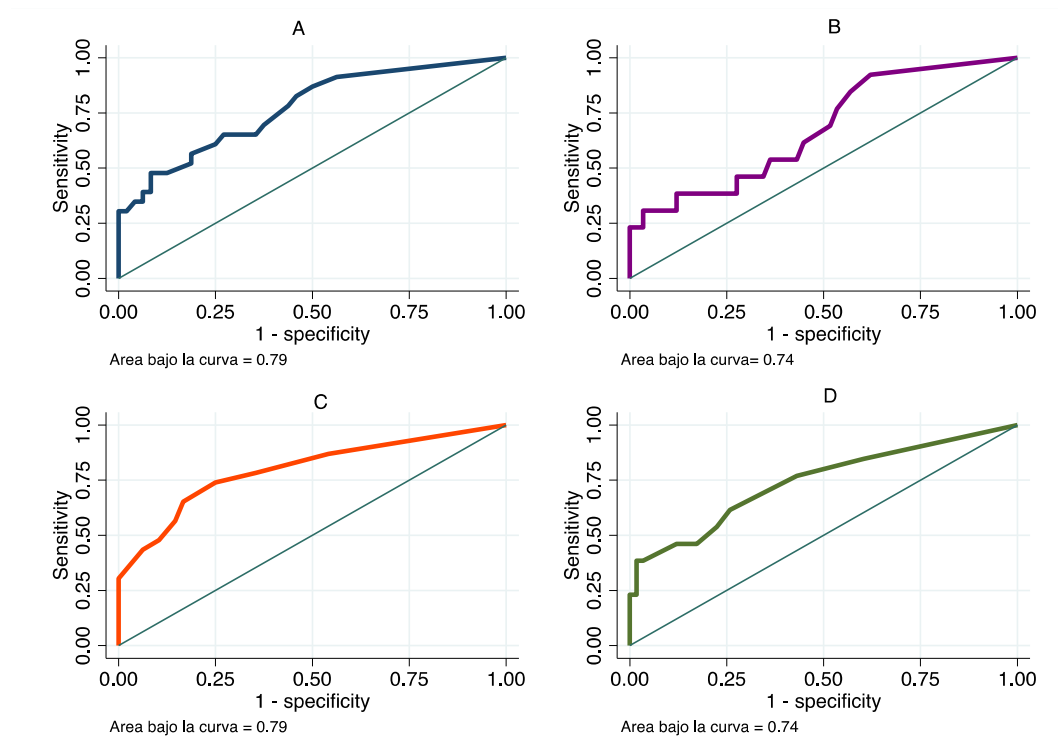 A
Sensitivity
1.00
0.75
0.50
0.25
0.00
0.00 0.25 0.50 0.75 1.00
1 - specificity
Area bajo la curva = 0.79
B
Sensitivity
1.00
0.75
0.50
0.25
0.00
0.00 0.25 0.50 0.75 1.00
1 - specificity
Area bajo la curva= 0.74
C
Sensitivity
1.00
0.75
0.50
0.25
0.00
0.00 0.25 0.50 0.75 1.00
1 - specificity
Area bajo la curva = 0.79
D
Sensitivity
1.00
0.75
0.50
0.25
0.00
0.00 0.25 0.50 0.75 1.00
1 - specificity
Area bajo la curva = 0.74